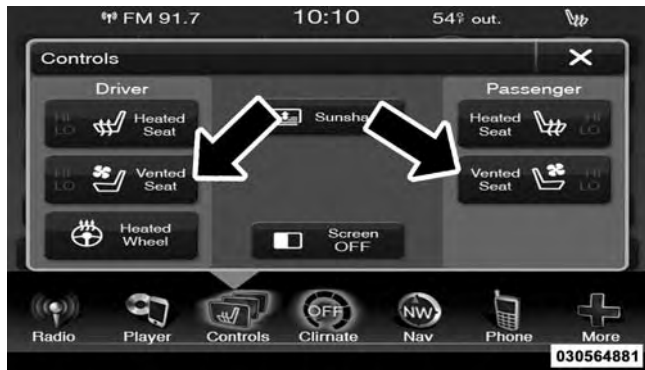 FM 91.7 10:10 54° out.
Controls X
Driver Passenger
HI LO Heated Seat
Sunsha
Heated Seat HI LO
HI LO Vented Seat
Vented Seat HI LO
Heated Wheel
Screen OFF
OFF NW
Radio Player Controls Climate Nav Phone More
030564881